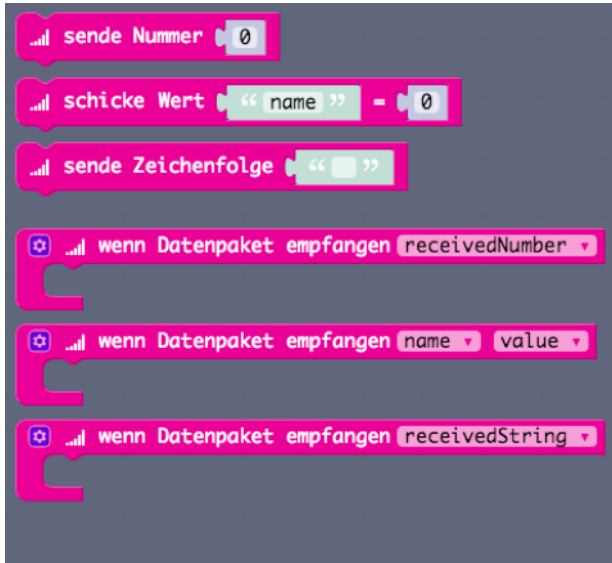 sende Nummer 0
schicke Wert “ name ” = 0
sende Zeichenfolge “ ”
wenn Datenpaket empfangen receivedNumber
wenn Datenpaket empfangen name value
wenn Datenpaket empfangen receivedString